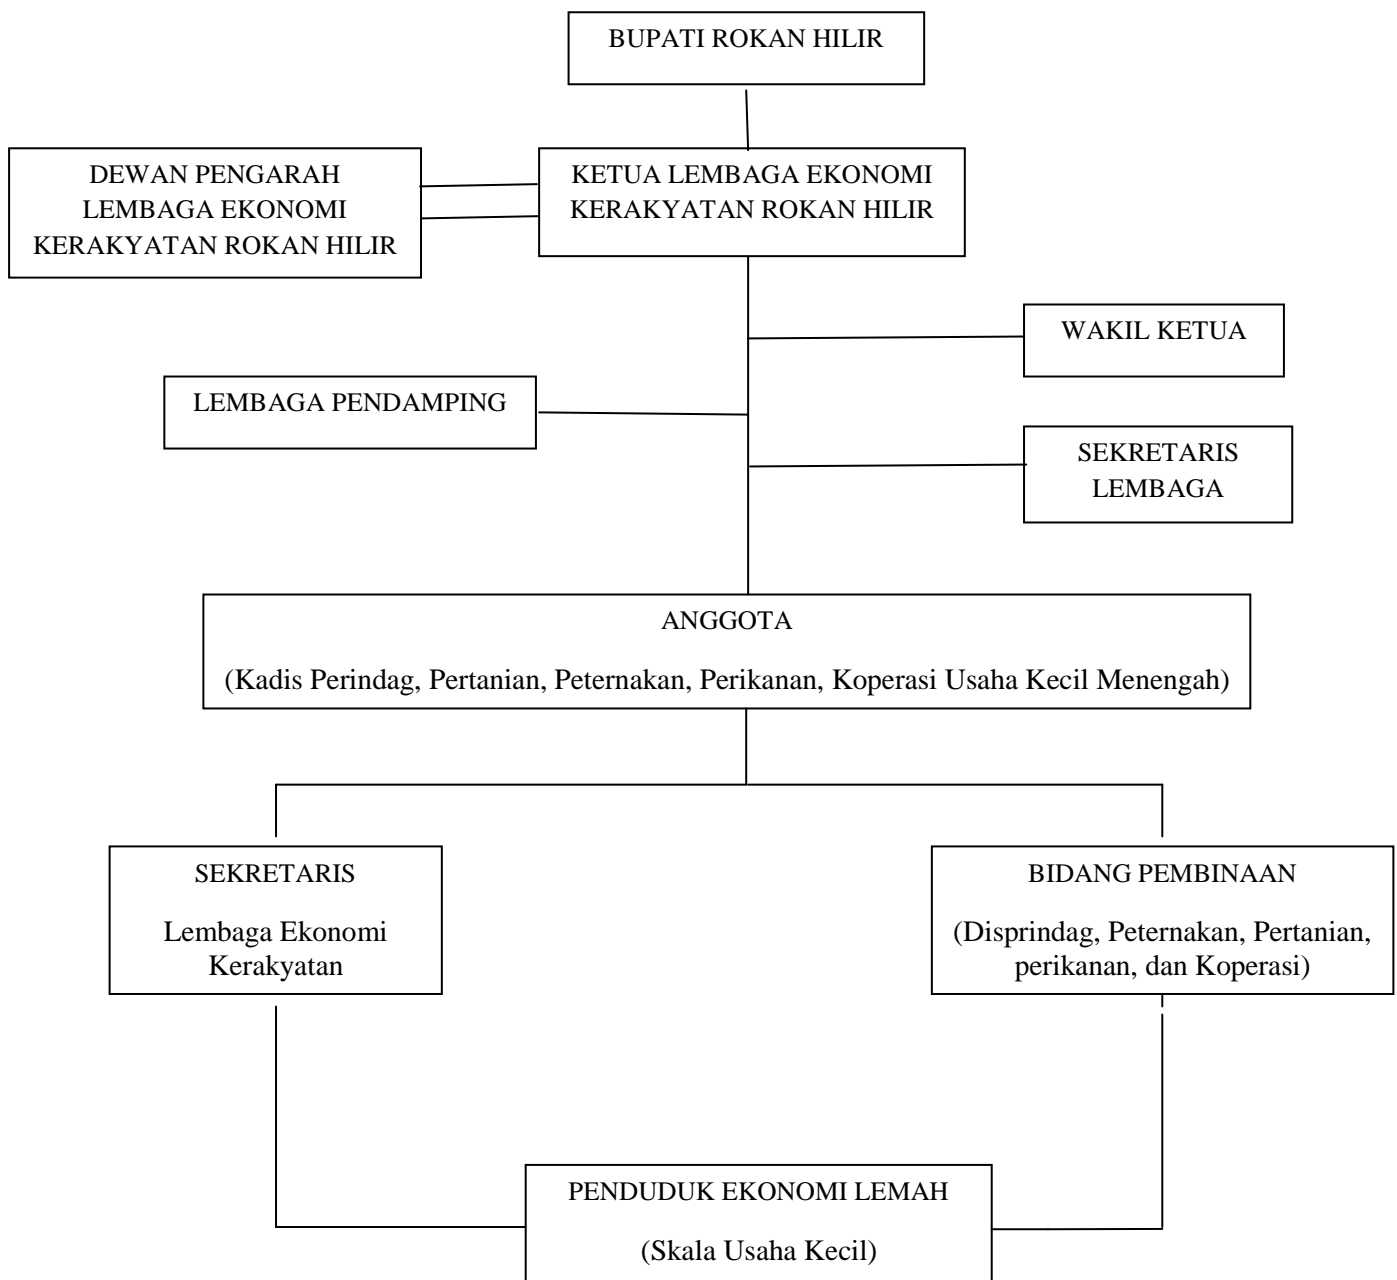 BUPATI ROKAN HILIR
DEWAN PENGARAH
LEMBAGA EKONOMI
KERAKYATAN ROKAN HILIR
KETUA LEMBAGA EKONOMI
KERAKYATAN ROKAN HILIR
WAKIL KETUA
LEMBAGA PENDAMPING
SEKRETARIS
LEMBAGA
ANGGOTA
(Kadis Perindag, Pertanian, Peternakan, Perikanan, Koperasi Usaha Kecil Menengah)
SEKRETARIS
Lembaga Ekonomi
Kerakyatan
BIDANG PEMBINAAN
(Disprindag, Peternakan, Pertanian,
perikanan, dan Koperasi)
PENDUDUK EKONOMI LEMAH
(Skala Usaha Kecil)